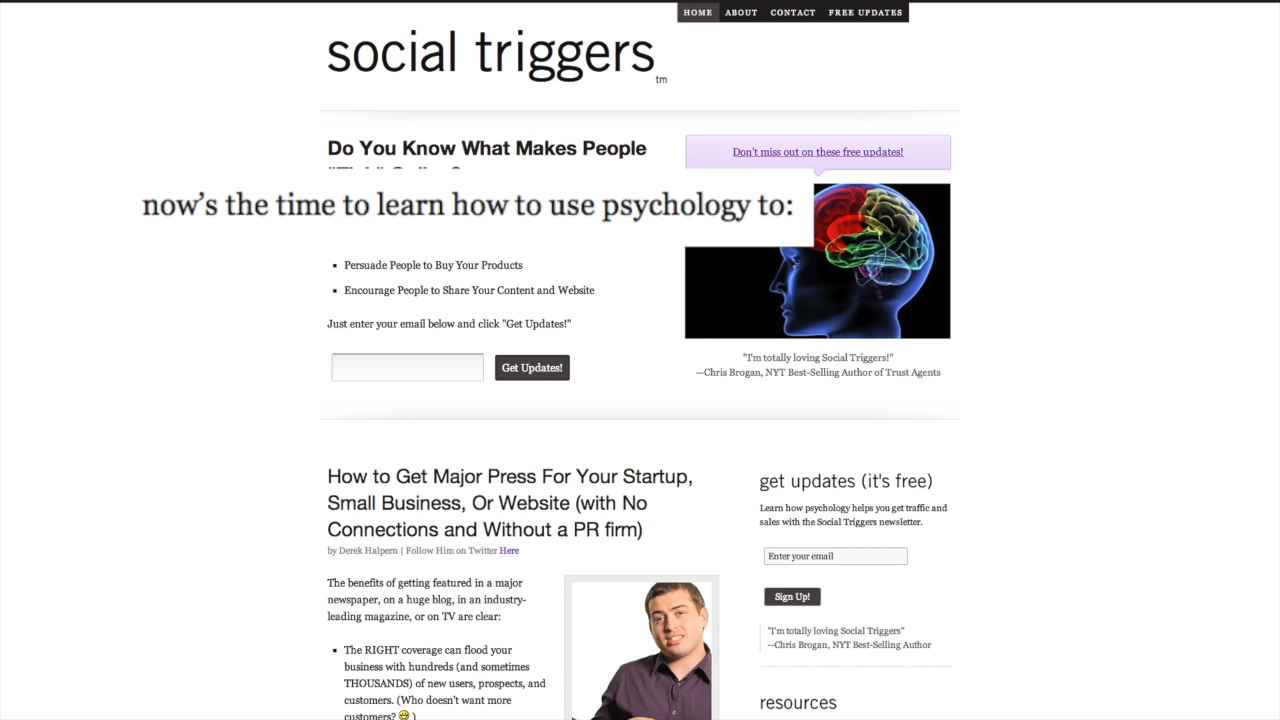 HOME ABOUT CONTACT FREE UPDATES
social triggers
tm
Do You Know What Makes People
Don't miss out on these free updates!
now's the time to learn how to use psychology to:
▪ Persuade People to Buy Your Products
▪ Encourage People to Share Your Content and Website
Just enter your email below and click "Get Updates!"
Get Updates!
"I'm totally loving Social Triggers!"
—Chris Brogan, NYT Best-Selling Author of Trust Agents
How to Get Major Press For Your Startup,
Small Business, Or Website (with No
Connections and Without a PR firm)
by Derek Halpern | Follow Him on Twitter Here
The benefits of getting featured in a major
newspaper, on a huge blog, in an industry-
leading magazine, or on TV are clear:
▪ The RIGHT coverage can flood your
business with hundreds (and sometimes
THOUSANDS) of new users, prospects, and
customers. (Who doesn't want more
customers? )
get updates (it's free)
Learn how psychology helps you get traffic and
sales with the Social Triggers newsletter.
Enter your email
Sign Up!
"I'm totally loving Social Triggers"
--Chris Brogan, NYT Best-Selling Author
resources